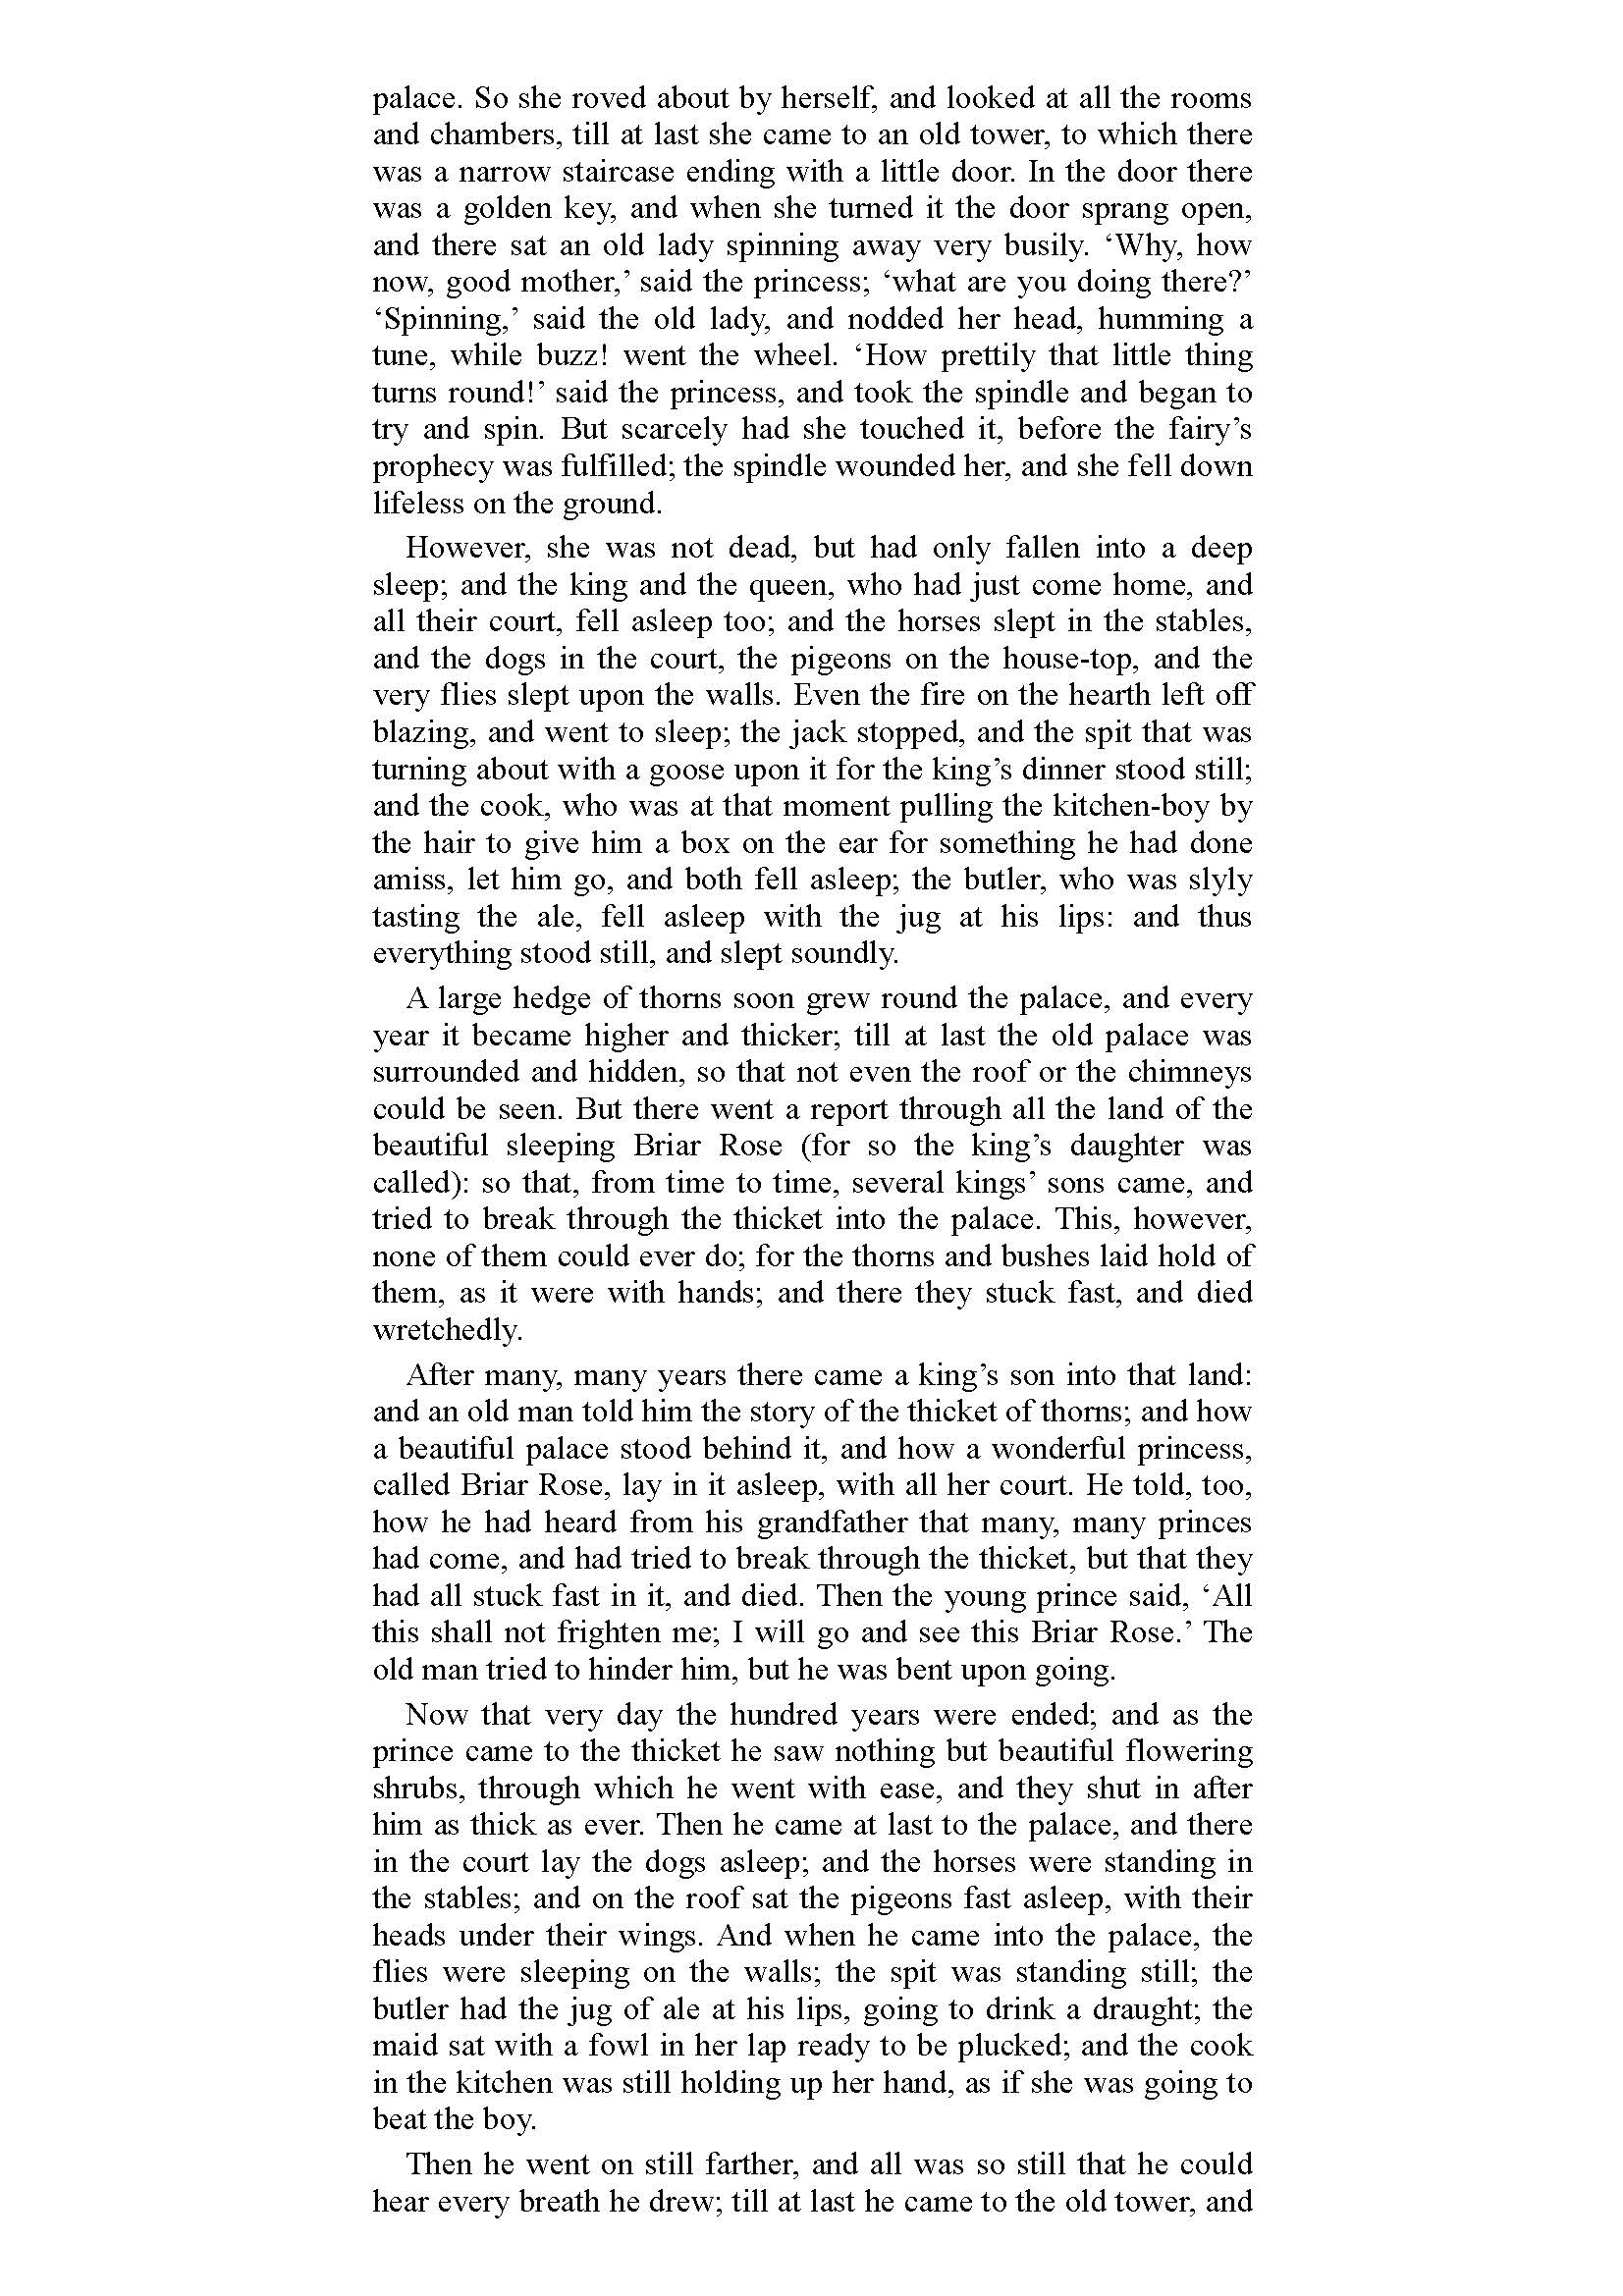 palace. So she roved about by herself, and looked at all the rooms
and chambers, till at last she came to an old tower, to which there
was a narrow staircase ending with a little door. In the door there
was a golden key, and when she turned it the door sprang open,
and there sat an old lady spinning away very busily. ‘Why, how
now, good mother,’ said the princess; ‘what are you doing there?’
‘Spinning,’ said the old lady, and nodded her head, humming a
tune, while buzz! went the wheel. ‘How prettily that little thing
turns round!’ said the princess, and took the spindle and began to
try and spin. But scarcely had she touched it, before the fairy’s
prophecy was fulfilled; the spindle wounded her, and she fell down
lifeless on the ground.
However, she was not dead, but had only fallen into a deep
sleep; and the king and the queen, who had just come home, and
all their court, fell asleep too; and the horses slept in the stables,
and the dogs in the court, the pigeons on the house-top, and the
very flies slept upon the walls. Even the fire on the hearth left off
blazing, and went to sleep; the jack stopped, and the spit that was
turning about with a goose upon it for the king’s dinner stood still;
and the cook, who was at that moment pulling the kitchen-boy by
the hair to give him a box on the ear for something he had done
amiss, let him go, and both fell asleep; the butler, who was slyly
tasting the ale, fell asleep with the jug at his lips: and thus
everything stood still, and slept soundly.
A large hedge of thorns soon grew round the palace, and every
year it became higher and thicker; till at last the old palace was
surrounded and hidden, so that not even the roof or the chimneys
could be seen. But there went a report through all the land of the
beautiful sleeping Briar Rose (for so the king’s daughter was
called): so that, from time to time, several kings’ sons came, and
tried to break through the thicket into the palace. This, however,
none of them could ever do; for the thorns and bushes laid hold of
them, as it were with hands; and there they stuck fast, and died
wretchedly.
After many, many years there came a king’s son into that land:
and an old man told him the story of the thicket of thorns; and how
a beautiful palace stood behind it, and how a wonderful princess,
called Briar Rose, lay in it asleep, with all her court. He told, too,
how he had heard from his grandfather that many, many princes
had come, and had tried to break through the thicket, but that they
had all stuck fast in it, and died. Then the young prince said, ‘All
this shall not frighten me; I will go and see this Briar Rose.’ The
old man tried to hinder him, but he was bent upon going.
Now that very day the hundred years were ended; and as the
prince came to the thicket he saw nothing but beautiful flowering
shrubs, through which he went with ease, and they shut in after
him as thick as ever. Then he came at last to the palace, and there
in the court lay the dogs asleep; and the horses were standing in
the stables; and on the roof sat the pigeons fast asleep, with their
heads under their wings. And when he came into the palace, the
flies were sleeping on the walls; the spit was standing still; the
butler had the jug of ale at his lips, going to drink a draught; the
maid sat with a fowl in her lap ready to be plucked; and the cook
in the kitchen was still holding up her hand, as if she was going to
beat the boy.
Then he went on still farther, and all was so still that he could
hear every breath he drew; till at last he came to the old tower, and